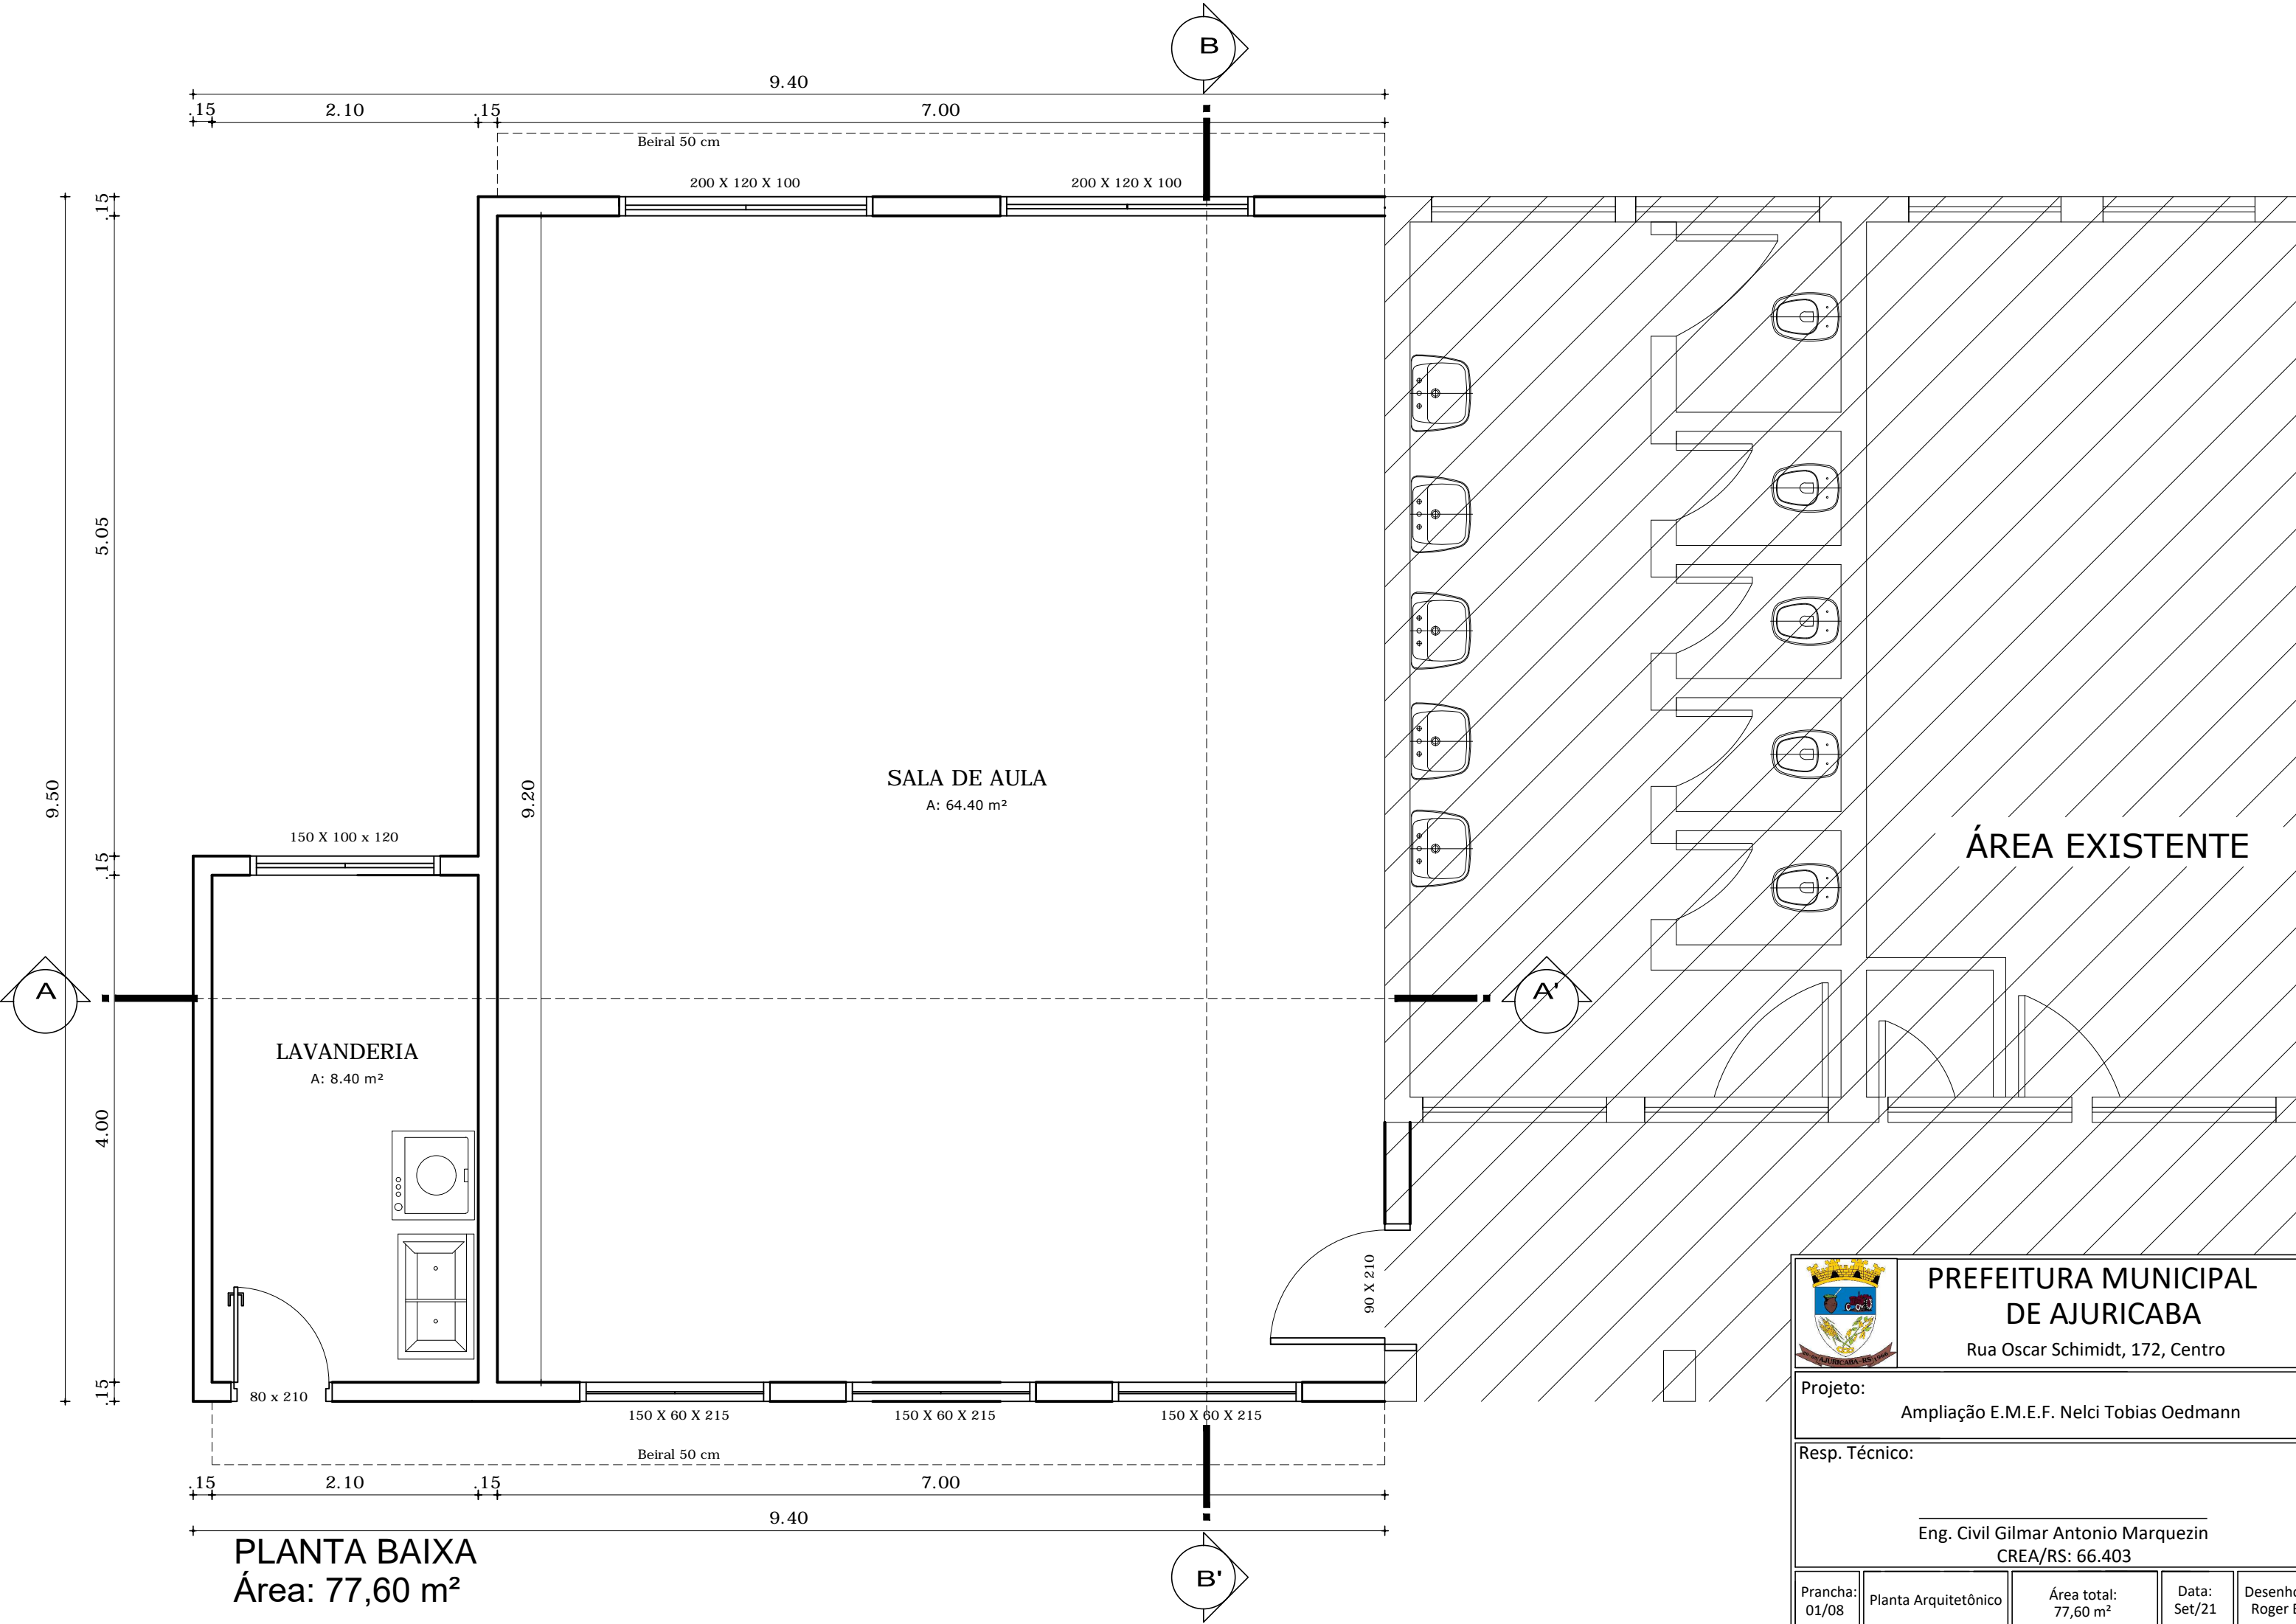 B
9.40
.15
2.10
.15
7.00
Beiral 50 cm
200 X 120 X 100
200 X 120 X 100
.15
5.05
9.50
9.20
SALA DE AULA
A: 64.40 m²
150 X 100 x 120
.15
ÁREA EXISTENTE
A
A'
LAVANDERIA
A: 8.40 m²
4.00
90 X 210
.15
80 x 210
150 X 60 X 215
150 X 60 X 215
150 X 60 X 215
Beiral 50 cm
.15
2.10
.15
7.00
9.40
B'
PLANTA BAIXA
Área: 77,60 m²
AJURICABA-RS
PREFEITURA MUNICIPAL
DE AJURICABA
Rua Oscar Schimidt, 172, Centro
Projeto:
Ampliação E.M.E.F. Nelci Tobias Oedmann
Resp. Técnico:
Eng. Civil Gilmar Antonio Marquezin
CREA/RS: 66.403
Prancha:
01/08
Planta Arquitetônico
Área total:
77,60 m²
Data:
Set/21
Desenho
Roger